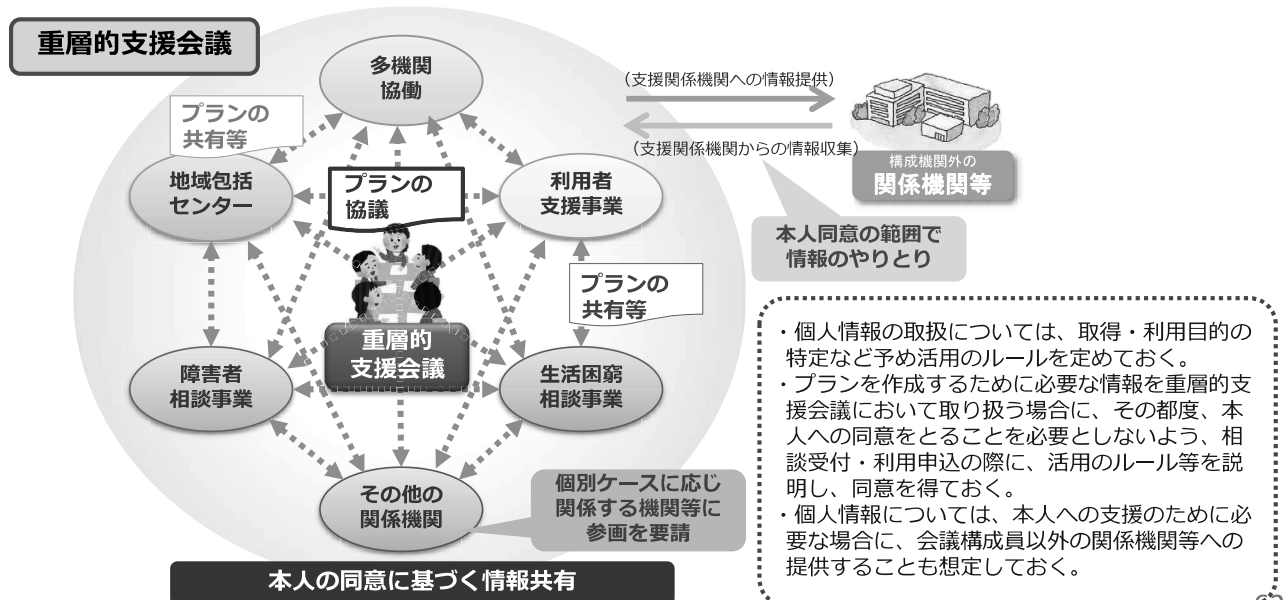 重層的支援会議
多機関
協働
プランの
共有等
地域包括
センター
プランの
協議
利用者
支援事業
プランの
共有等
重層的
支援会議
障害者
相談事業
生活困窮
相談事業
その他の
関係機関
個別ケースに応じ
関係する機関等に
参画を要請
本人の同意に基づく情報共有
(支援関係機関への情報提供)
(支援関係機関からの情報収集)
構成機関外の
関係機関等
本人同意の範囲で
情報のやりとり
・個人情報の取扱については、取得・利用目的の
特定など予め活用のルールを定めておく。
・プランを作成するために必要な情報を重層的支
援会議において取り扱う場合に、その都度、本
人への同意をとることを必要としないよう、相
談受付・利用申込の際に、活用のルール等を説
明し、同意を得ておく。
・個人情報については、本人への支援のために必
要な場合に、会議構成員以外の関係機関等への
提供することも想定しておく。